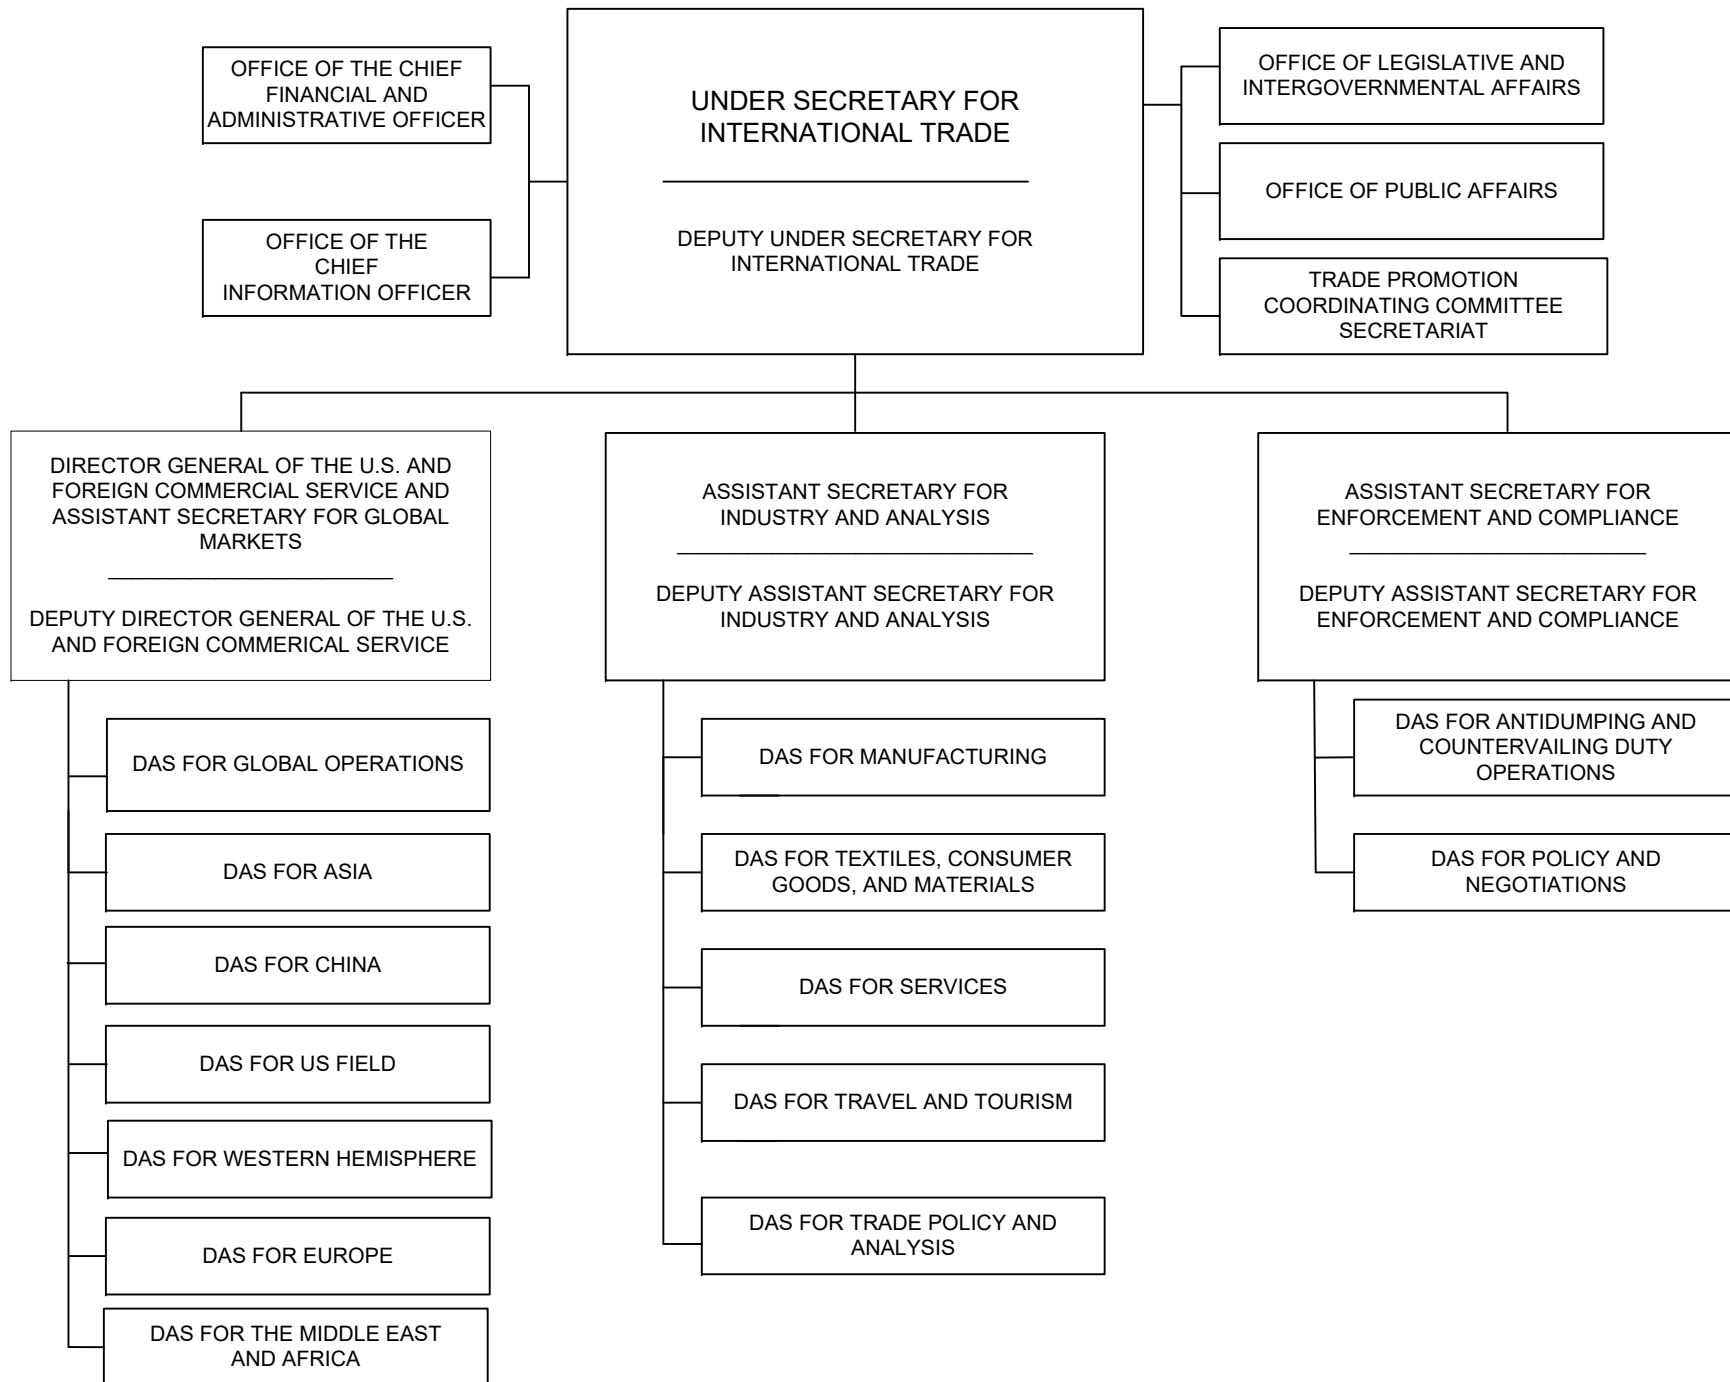 OFFICE OF THE CHIEF
FINANCIAL AND
ADMINISTRATIVE OFFICER
OFFICE OF THE
CHIEF
INFORMATION OFFICER
UNDER SECRETARY FOR
INTERNATIONAL TRADE
DEPUTY UNDER SECRETARY FOR
INTERNATIONAL TRADE
OFFICE OF LEGISLATIVE AND
INTERGOVERNMENTAL AFFAIRS
OFFICE OF PUBLIC AFFAIRS
TRADE PROMOTION
COORDINATING COMMITTEE
SECRETARIAT
DIRECTOR GENERAL OF THE U.S. AND
FOREIGN COMMERCIAL SERVICE AND
ASSISTANT SECRETARY FOR GLOBAL
MARKETS
DEPUTY DIRECTOR GENERAL OF THE U.S.
AND FOREIGN COMMERICAL SERVICE
DAS FOR GLOBAL OPERATIONS
DAS FOR ASIA
DAS FOR CHINA
DAS FOR US FIELD
DAS FOR WESTERN HEMISPHERE
DAS FOR EUROPE
DAS FOR THE MIDDLE EAST
AND AFRICA
ASSISTANT SECRETARY FOR
INDUSTRY AND ANALYSIS
DEPUTY ASSISTANT SECRETARY FOR
INDUSTRY AND ANALYSIS
DAS FOR MANUFACTURING
DAS FOR TEXTILES, CONSUMER
GOODS, AND MATERIALS
DAS FOR SERVICES
DAS FOR TRAVEL AND TOURISM
DAS FOR TRADE POLICY AND
ANALYSIS
ASSISTANT SECRETARY FOR
ENFORCEMENT AND COMPLIANCE
DEPUTY ASSISTANT SECRETARY FOR
ENFORCEMENT AND COMPLIANCE
DAS FOR ANTIDUMPING AND
COUNTERVAILING DUTY
OPERATIONS
DAS FOR POLICY AND
NEGOTIATIONS